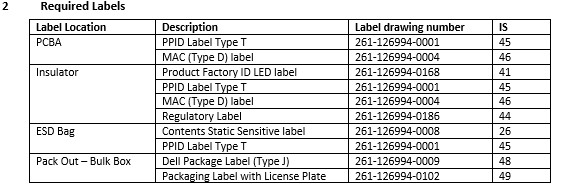 2 Required Labels
Label Location Description Label drawing number IS
PCBA PPID Label Type T 261-126994-0001 45
MAC (Type D) label 261-126994-0004 46
Insulator Product Factory ID LED label 261-126994-0168 41
PPID Label Type T 261-126994-0001 45
MAC (Type D) label 261-126994-0004 46
Regulatory Label 261-126994-0186 44
ESD Bag Contents Static Sensitive label 261-126994-0008 26
PPID Label Type T 261-126994-0001 45
Pack Out – Bulk Box Dell Package Label (Type J) 261-126994-0009 48
Packaging Label with License Plate 261-126994-0102 49